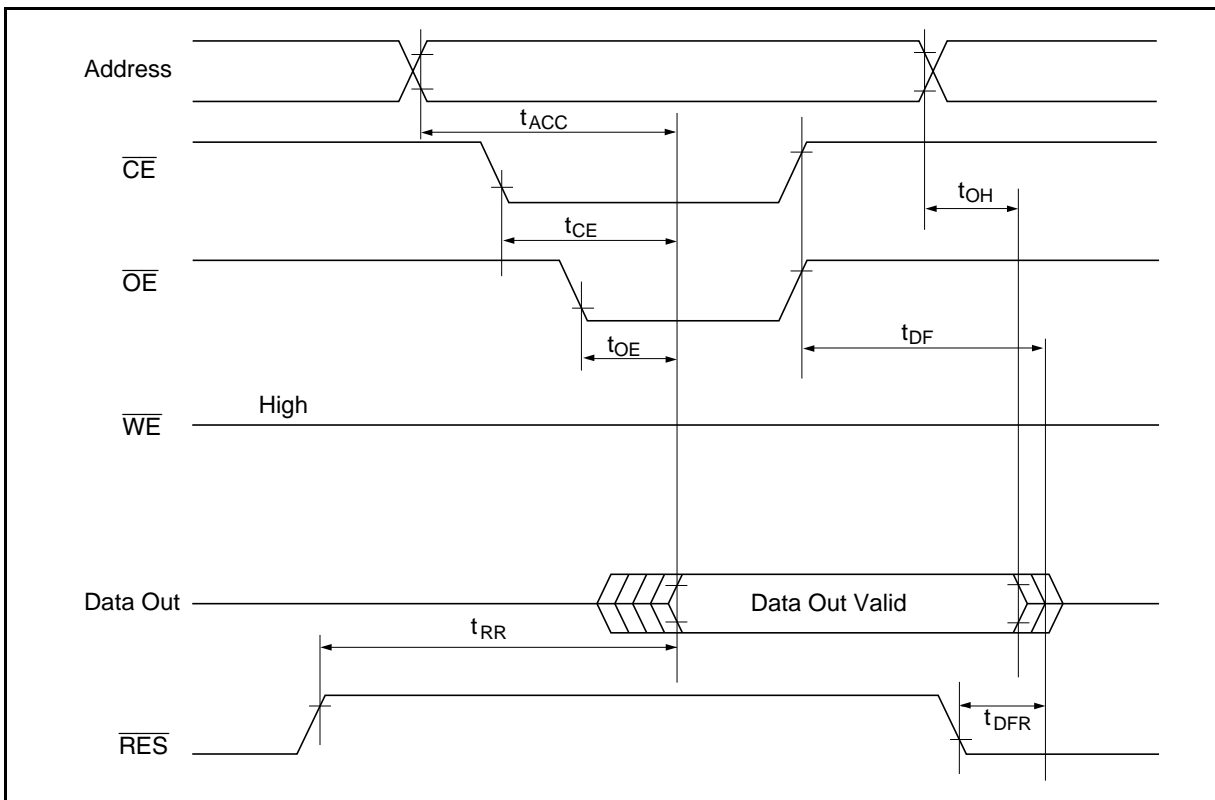 Address
tACC
CE
tOH
tCE
OE
tDF
tOE
High
WE
Data Out
Data Out Valid
tRR
tDFR
RES